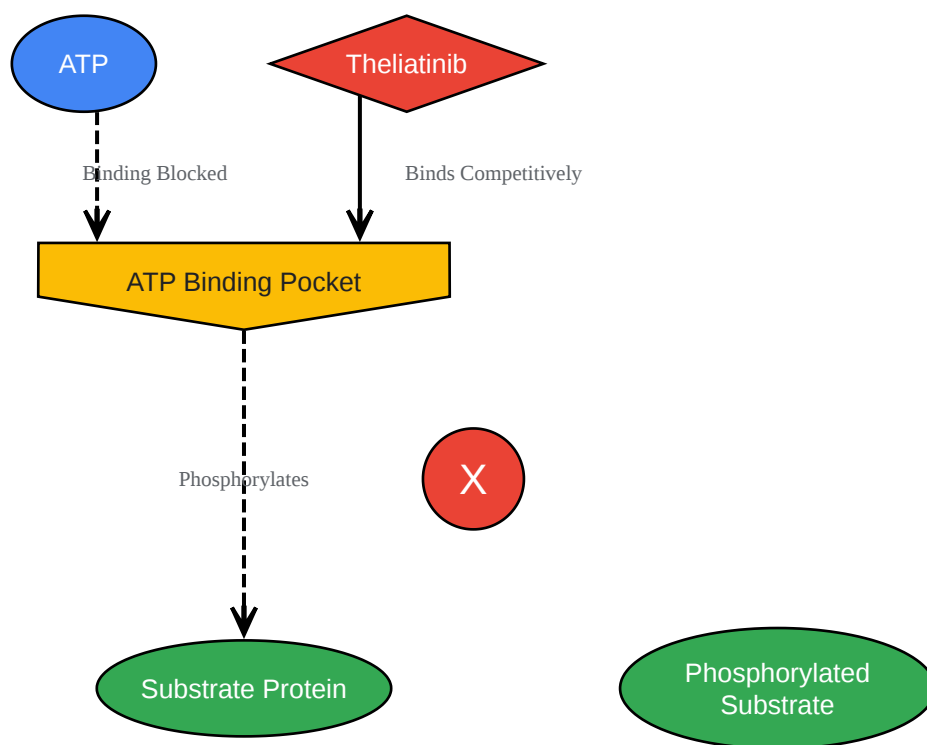 ATP
Theliatinib
Binding Blocked
Binds Competitively
ATP Binding Pocket
Phosphorylates
X
Substrate Protein
Phosphorylated
Substrate